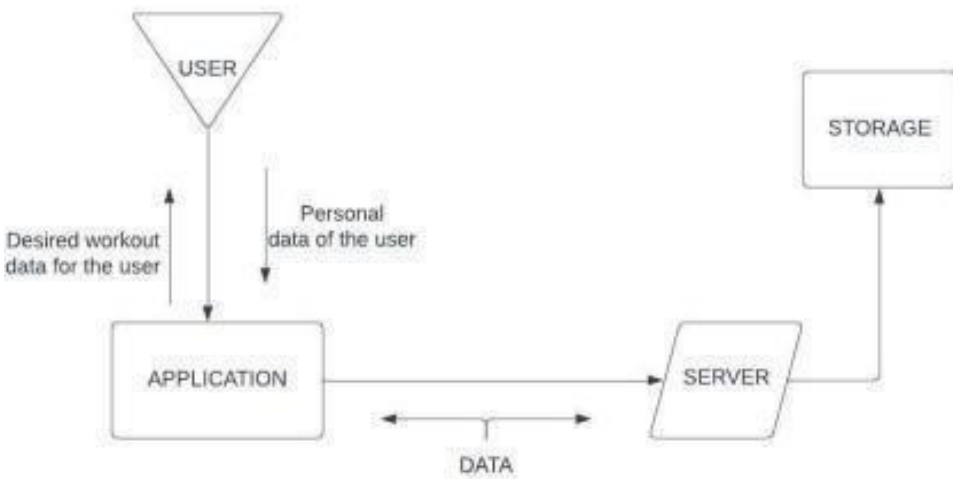 USER
STORAGE
Personal
data of the user
Desired workout
data for the user
APPLICATION
SERVER
DATA